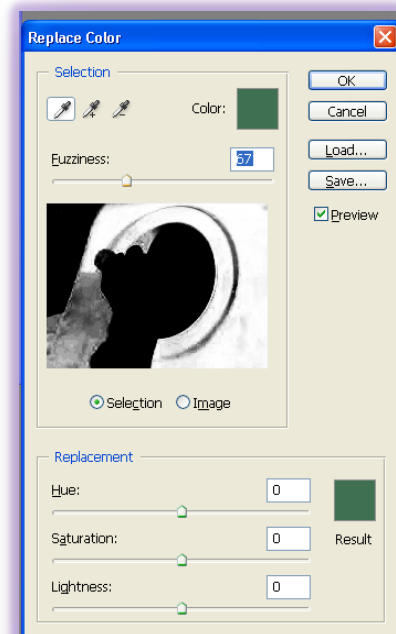 Replace Color
Selection
OK
Color:
Cancel
Fuzziness:
67
Load...
Save...
Preview
Selection
Image
Replacement
Hue:
0
Saturation:
0
Result
Lightness:
0